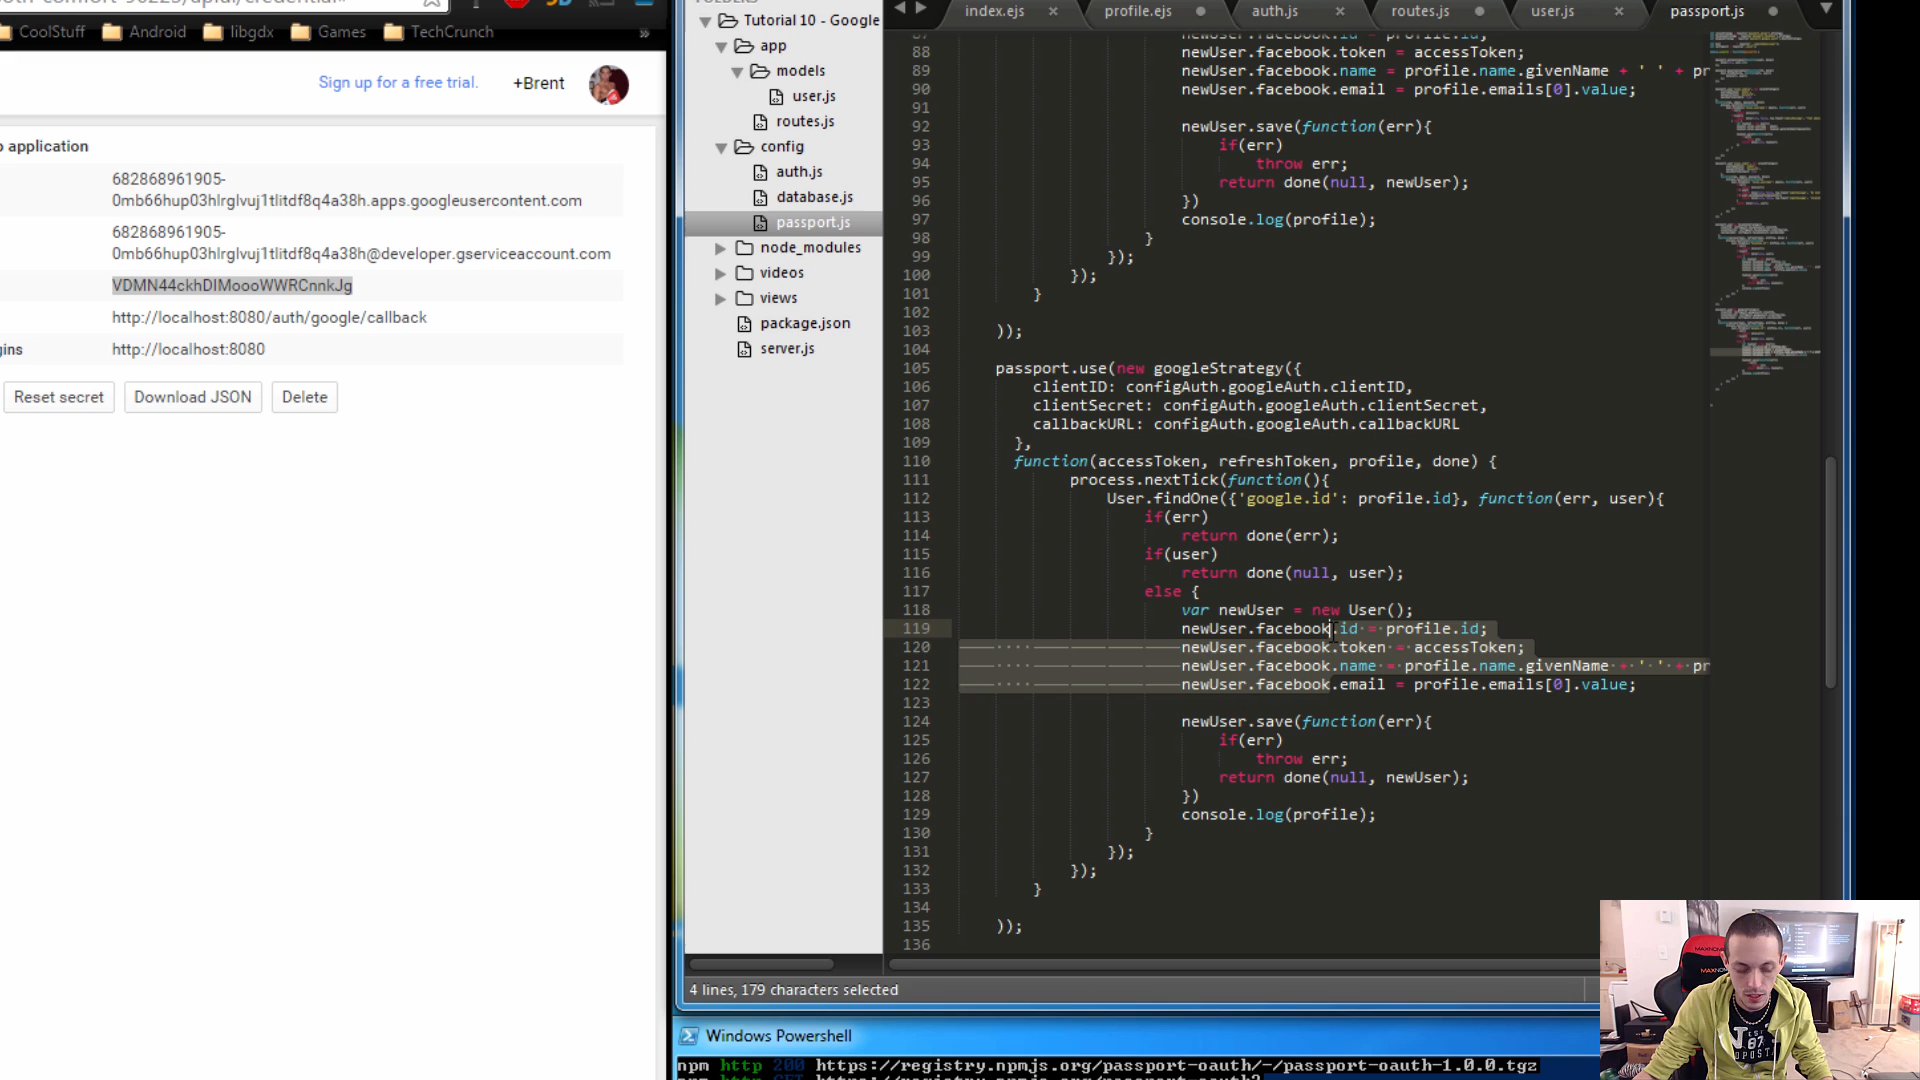 CoolStuff Android libgdx Games TechCrunch »
Sign up for a free trial. +Brent
application
682868961905-
0mb66hup03hlrglvuj1tlitdf8q4a38h.apps.googleusercontent.com
682868961905-
0mb66hup03hlrglvuj1tlitdf8q4a38h@developer.gserviceaccount.com
VDMN44ckhDIMoooWWRCnnkJg
http://localhost:8080/auth/google/callback
http://localhost:8080
Reset secret Download JSON Delete
Tutorial 10 - Google
app
models
user.js
routes.js
config
auth.js
database.js
passport.js
node_modules
videos
views
package.json
server.js
index.ejs × profile.ejs auth.js × routes.js user.js × passport.js
87 newUser.facebook.id = profile.id;
88 newUser.facebook.token = accessToken;
89 newUser.facebook.name = profile.name.givenName + ' ' + pr
90 newUser.facebook.email = profile.emails[0].value;
91
92 newUser.save(function(err){
93 if(err)
94 throw err;
95 return done(null, newUser);
96 })
97 console.log(profile);
98 }
99 });
100 });
101 }
102
103 ));
104
105 passport.use(new googleStrategy({
106 clientID: configAuth.googleAuth.clientID,
107 clientSecret: configAuth.googleAuth.clientSecret,
108 callbackURL: configAuth.googleAuth.callbackURL
109 },
110 function(accessToken, refreshToken, profile, done) {
111 process.nextTick(function(){
112 User.findOne({'google.id': profile.id}, function(err, user){
113 if(err)
114 return done(err);
115 if(user)
116 return done(null, user);
117 else {
118 var newUser = new User();
119 newUser.facebook.id = profile.id;
120 newUser.facebook.token = accessToken;
121 newUser.facebook.name = profile.name.givenName + ' ' + pr
122 newUser.facebook.email = profile.emails[0].value;
123
124 newUser.save(function(err){
125 if(err)
126 throw err;
127 return done(null, newUser);
128 })
129 console.log(profile);
130 }
131 });
132 });
133 }
134
135 ));
136
4 lines, 179 characters selected
Windows Powershell
npm http 200 https://registry.npmjs.org/passport-oauth/-/passport-oauth-1.0.0.tgz
MAXNOMIC